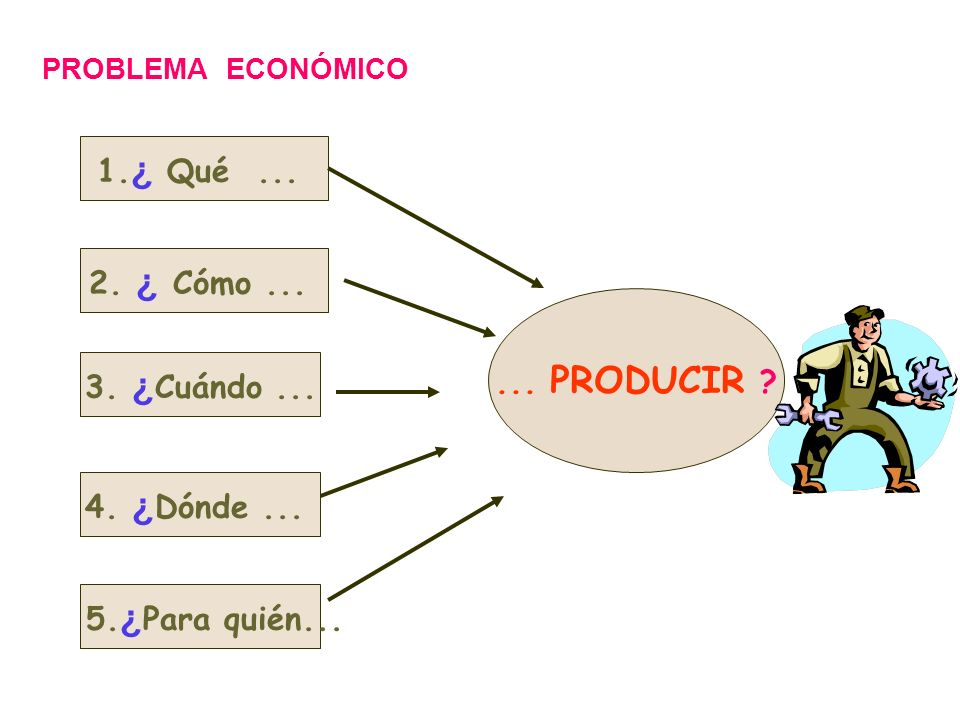 PROBLEMA ECONÓMICO
1.¿ Qué ...
2. ¿ Cómo ...
3. ¿Cuándo ...
... PRODUCIR ?
4. ¿Dónde ...
5.¿Para quién...